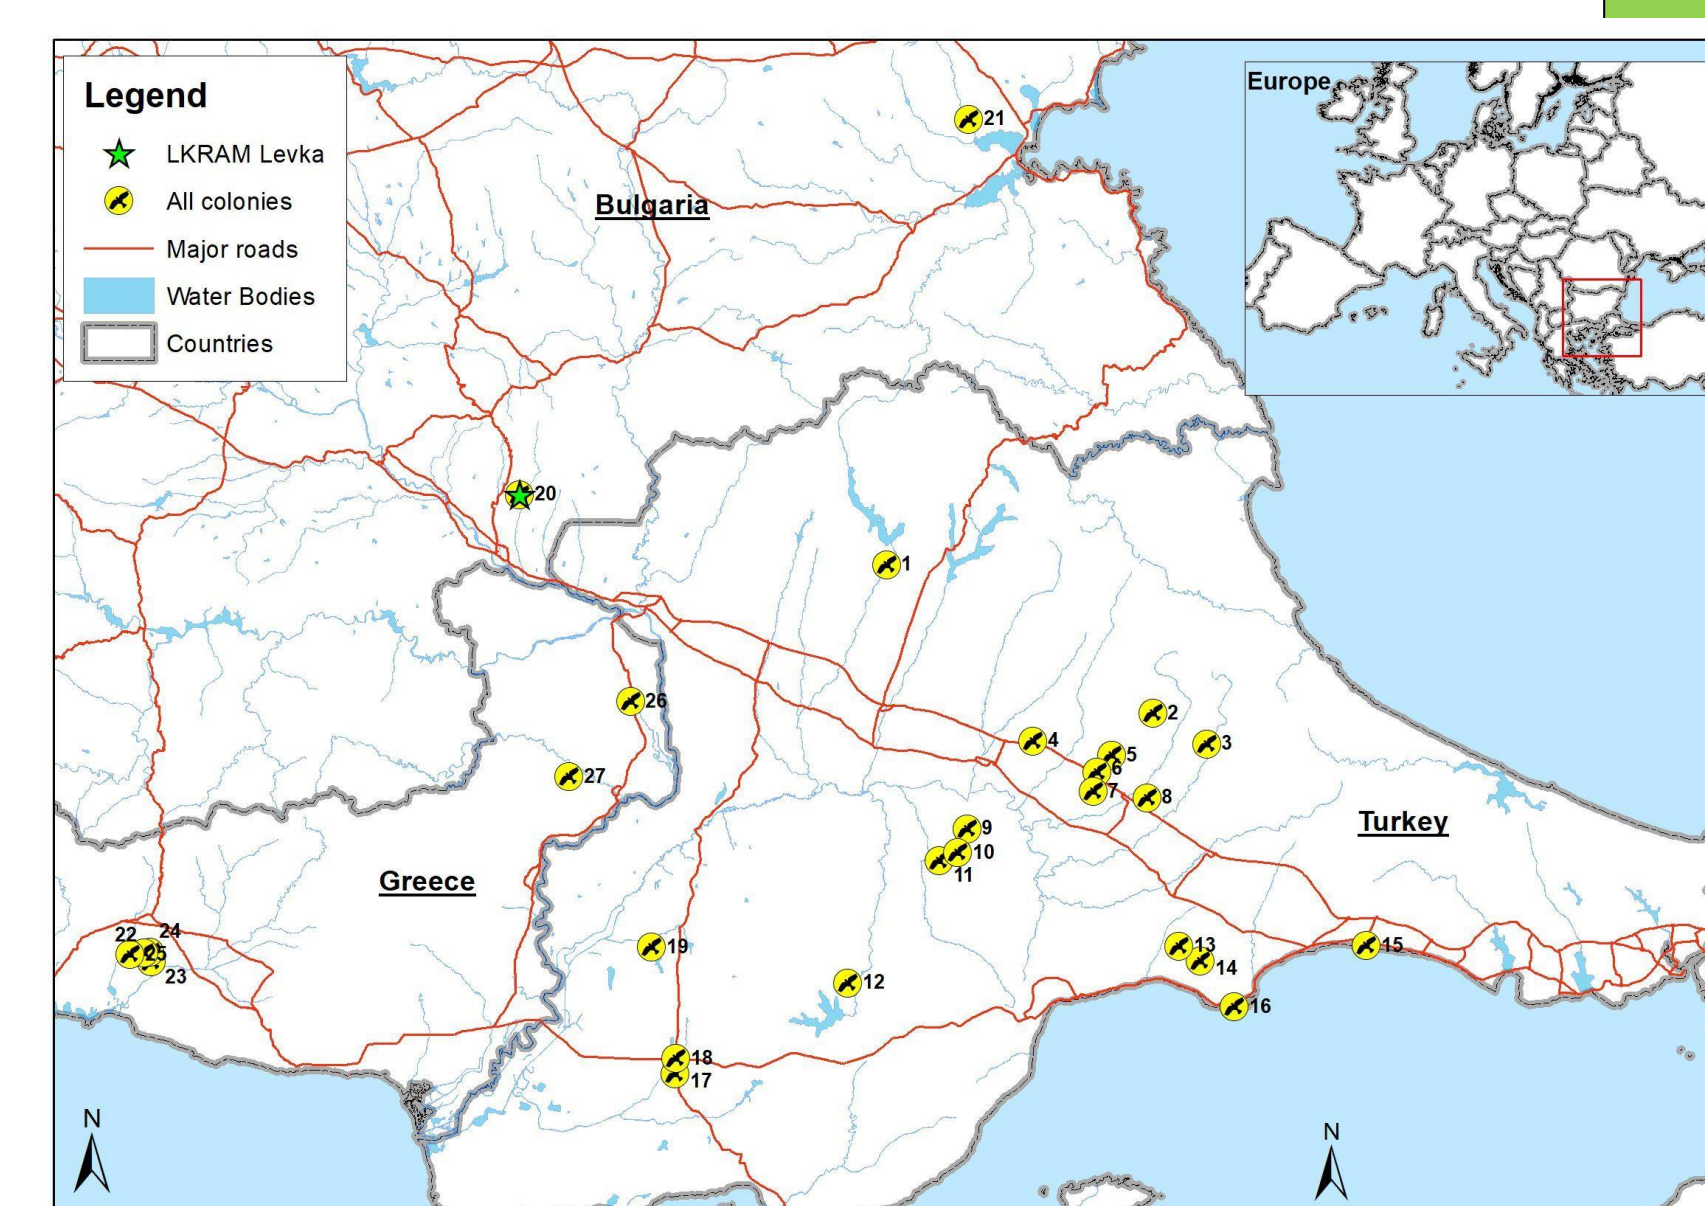 Legend
LKRAM Levka
All colonies
Major roads
Water Bodies
Countries
Europe
21
Bulgaria
20
1
26
2
4
3
5
6
27
7
8
Turkey
9
10
11
Greece
22
24
25
23
19
13
15
14
12
16
18
17
N
N